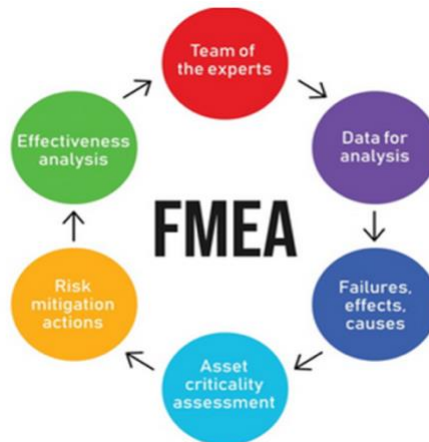 Team of
the experts
Data for
analysis
Failures,
effects,
causes
Asset
criticality
assessment
Risk
mitigation
actions
Effectiveness
analysis
FMEA